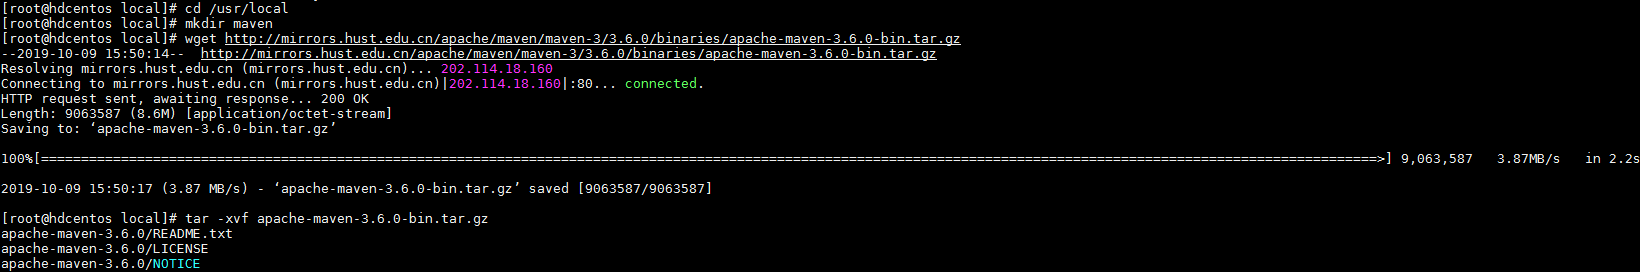 [root@hdcentos local]# cd /usr/local
[root@hdcentos local]# mkdir maven
[root@hdcentos local]# wget http://mirrors.hust.edu.cn/apache/maven/maven-3/3.6.0/binaries/apache-maven-3.6.0-bin.tar.gz
--2019-10-09 15:50:14--  http://mirrors.hust.edu.cn/apache/maven/maven-3/3.6.0/binaries/apache-maven-3.6.0-bin.tar.gz
Resolving mirrors.hust.edu.cn (mirrors.hust.edu.cn)... 202.114.18.160
Connecting to mirrors.hust.edu.cn (mirrors.hust.edu.cn)|202.114.18.160|:80... connected.
HTTP request sent, awaiting response... 200 OK
Length: 9063587 (8.6M) [application/octet-stream]
Saving to: ‘apache-maven-3.6.0-bin.tar.gz’
100%[======================================================================================================================================================================>] 9,063,587   3.87MB/s   in 2.2s
2019-10-09 15:50:17 (3.87 MB/s) - ‘apache-maven-3.6.0-bin.tar.gz’ saved [9063587/9063587]
[root@hdcentos local]# tar -xvf apache-maven-3.6.0-bin.tar.gz
apache-maven-3.6.0/README.txt
apache-maven-3.6.0/LICENSE
apache-maven-3.6.0/NOTICE